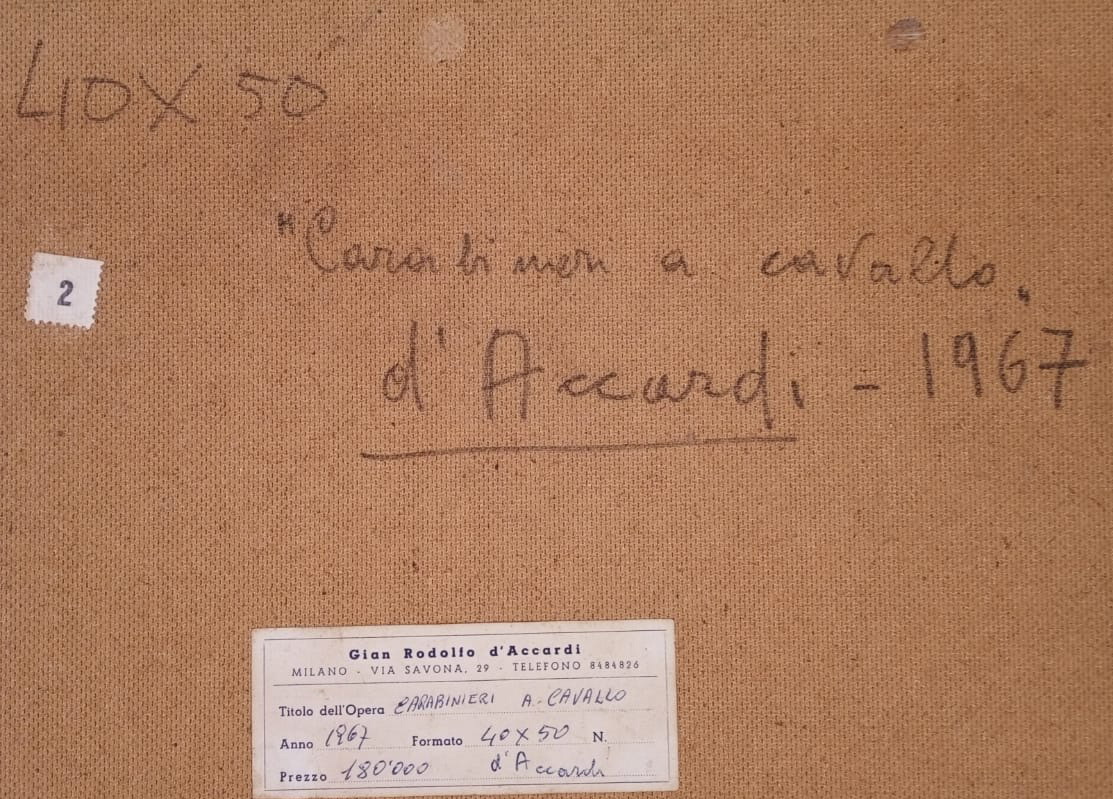 40X50
"Carabinieri a cavallo"
2
d'Accardi - 1967
Gian Rodolfo d'Accardi
MILANO - VIA SAVONA, 29 - TELEFONO 8484826
Titolo dell'Opera CARABINIERI A CAVALLO
Anno 1967 Formato 40X50 N.
Prezzo 180'000 d'Accardi